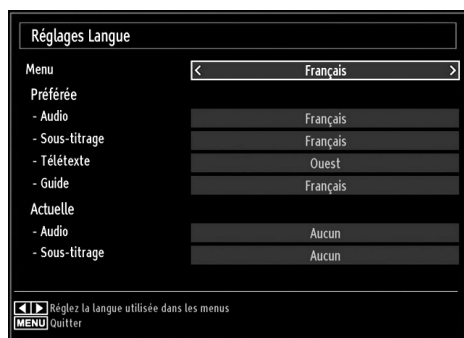 Réglages Langue
Menu < Français >
Préférée
- Audio Français
- Sous-titrage Français
- Télétexte Ouest
- Guide Français
Actuelle
- Audio Aucun
- Sous-titrage Aucun
Réglez la langue utilisée dans les menus
MENU Quitter